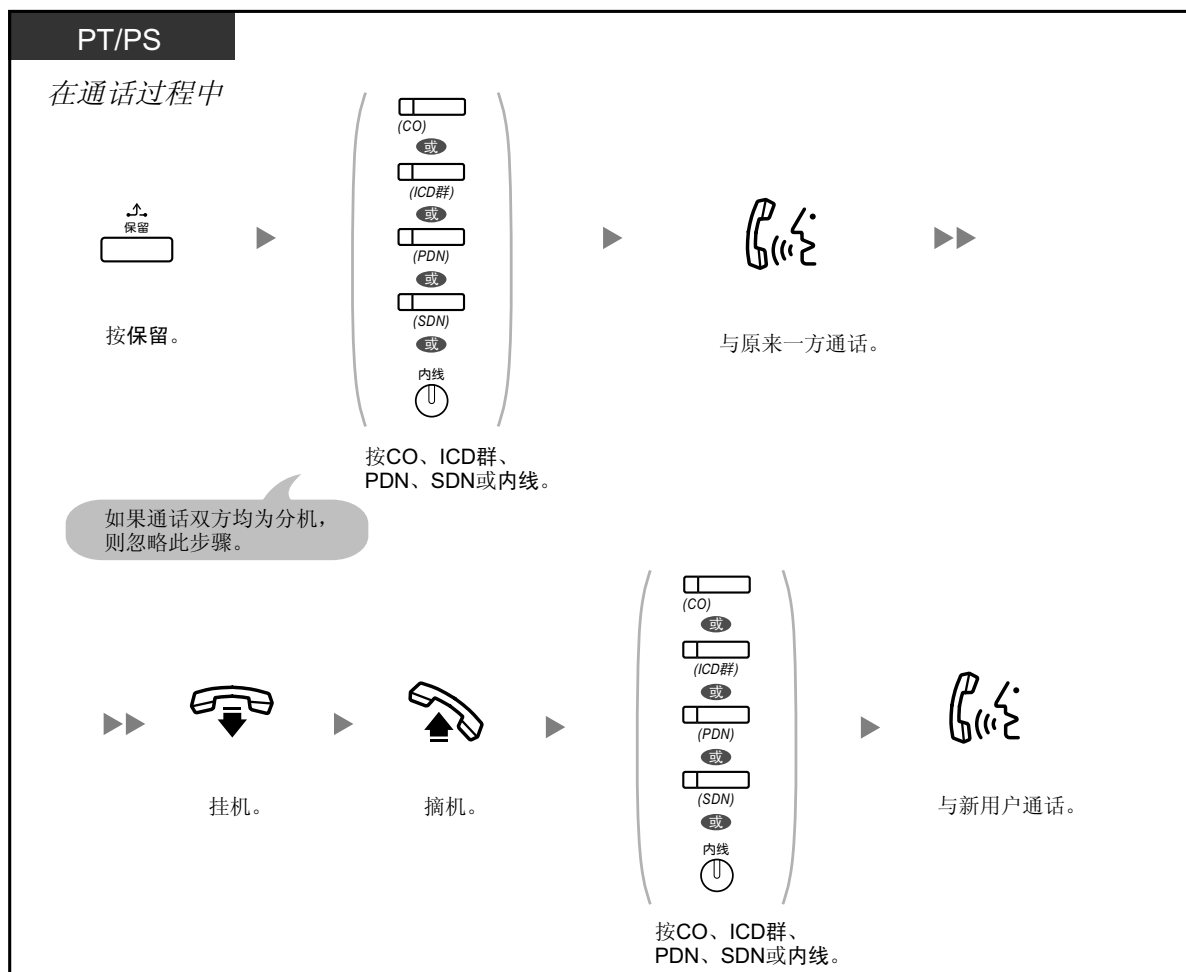 PT/PS
在通话过程中
保留
按保留。
(CO)
或
(ICD群)
或
(PDN)
或
(SDN)
或
内线
按CO、ICD群、
PDN、SDN或内线。
与原来一方通话。
如果通话双方均为分机，
则忽略此步骤。
挂机。
摘机。
(CO)
或
(ICD群)
或
(PDN)
或
(SDN)
或
内线
按CO、ICD群、
PDN、SDN或内线。
与新用户通话。